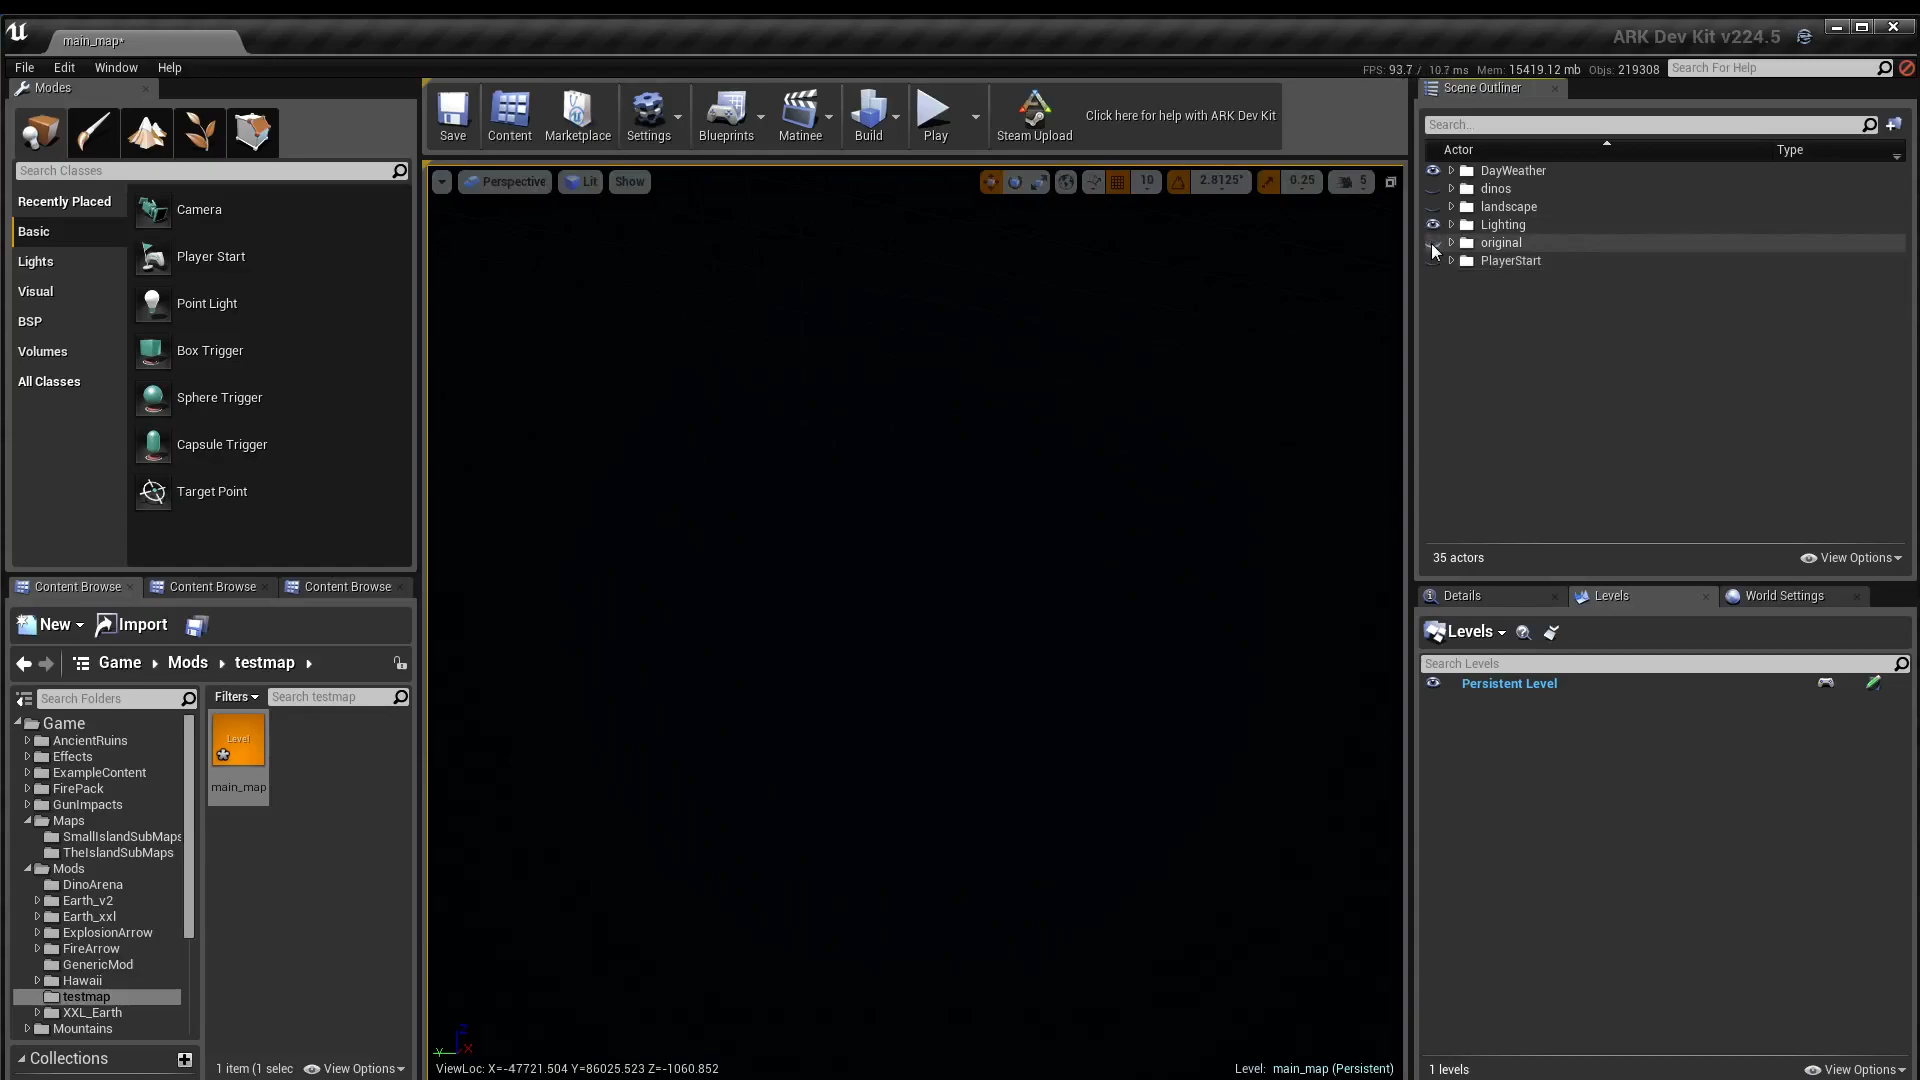 main_map*
ARK Dev Kit v224.5
File Edit Window Help
FPS: 93.7 / 10.7 ms Mem: 15419.12 mb Objs: 219308
Search For Help
Modes
Search Classes
Recently Placed
Basic
Lights
Visual
BSP
Volumes
All Classes
Camera
Player Start
Point Light
Box Trigger
Sphere Trigger
Capsule Trigger
Target Point
Save
Content
Marketplace
Settings
Blueprints
Matinee
Build
Play
Steam Upload
Click here for help with ARK Dev Kit
Perspective
Lit
Show
10
2.8125°
0.25
5
ViewLoc: X=-47721.504 Y=86025.523 Z=-1060.852
Level: main_map (Persistent)
Z
Y
X
Scene Outliner
Search...
Actor Type
DayWeather
dinos
landscape
Lighting
original
PlayerStart
35 actors
View Options
Details
Levels
World Settings
Levels
Search Levels
Persistent Level
1 levels
View Options
Content Browse
Content Browse
Content Browse
New
Import
Game
Mods
testmap
Search Folders
Filters
Search testmap
Game
AncientRuins
Effects
ExampleContent
FirePack
GunImpacts
Maps
SmallIslandSubMaps
TheIslandSubMaps
Mods
DinoArena
Earth_v2
Earth_xxl
ExplosionArrow
FireArrow
GenericMod
Hawaii
testmap
XXL_Earth
Mountains
Collections
Level
main_map
1 item (1 selec
View Options